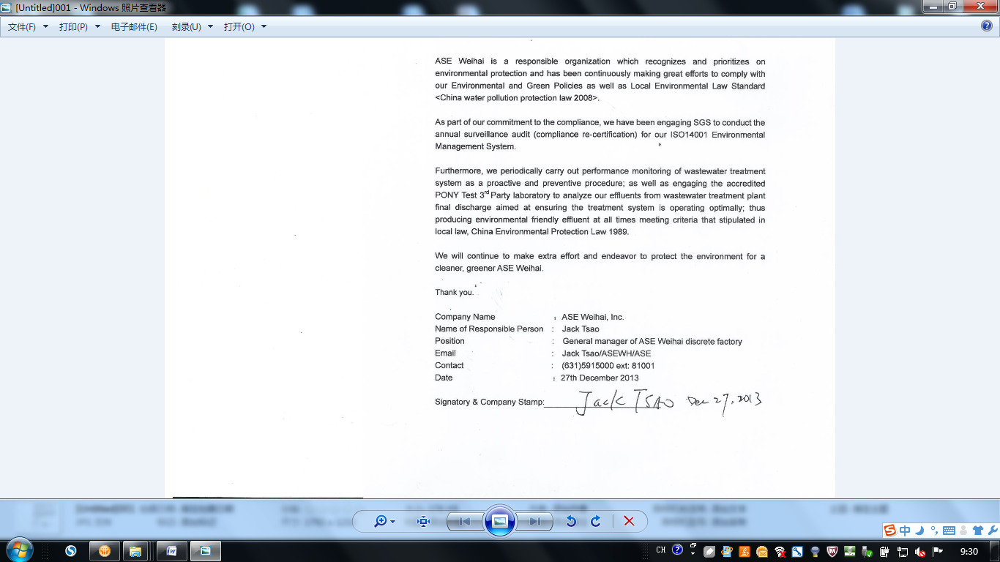 [Untitled]001 - Windows 照片查看器
文件(F) 打印(P) 电子邮件(E) 刻录(U) 打开(O)
ASE Weihai is a responsible organization which recognizes and prioritizes on
environmental protection and has been continuously making great efforts to comply with
our Environmental and Green Policies as well as Local Environmental Law Standard
<China water pollution protection law 2008>.
As part of our commitment to the compliance, we have been engaging SGS to conduct the
annual surveillance audit (compliance re-certification) for our ISO14001 Environmental
Management System.
Furthermore, we periodically carry out performance monitoring of wastewater treatment
system as a proactive and preventive procedure; as well as engaging the accredited
PONY Test 3rd Party laboratory to analyze our effluents from wastewater treatment plant
final discharge aimed at ensuring the treatment system is operating optimally; thus
producing environmental friendly effluent at all times meeting criteria that stipulated in
local law, China Environmental Protection Law 1989.
We will continue to make extra effort and endeavor to protect the environment for a
cleaner, greener ASE Weihai.
Thank you.
Company Name : ASE Weihai, Inc.
Name of Responsible Person : Jack Tsao
Position : General manager of ASE Weihai discrete factory
Email : Jack Tsao/ASEWH/ASE
Contact : (631)5915000 ext: 81001
Date : 27th December 2013
Signatory & Company Stamp: Jack TSAO Dec 27, 2013
[Untitled]001
中
CH 9:30